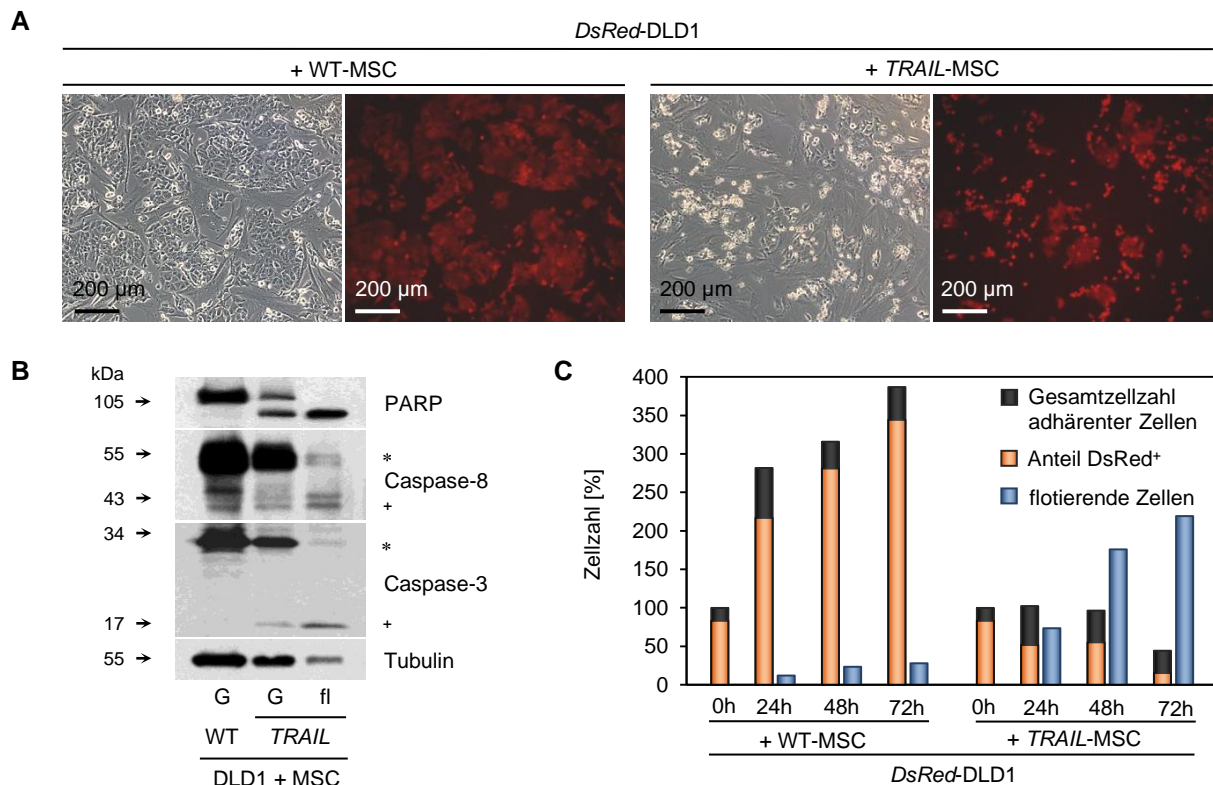 A
DsRed-DLD1
+ WT-MSC
+ TRAIL-MSC
200 µm
200 µm
200 µm
200 µm
B
kDa
105 →
PARP
55 →
*
Caspase-8
43 →
+
34 →
*
Caspase-3
17 →
+
55 →
Tubulin
G G fl
WT TRAIL
DLD1 + MSC
C
Zellzahl [%]
400
350
300
250
200
150
100
50
0
Gesamtzellzahl
adhärenter Zellen
Anteil DsRed⁺
flotierende Zellen
0h 24h 48h 72h 0h 24h 48h 72h
+ WT-MSC + TRAIL-MSC
DsRed-DLD1